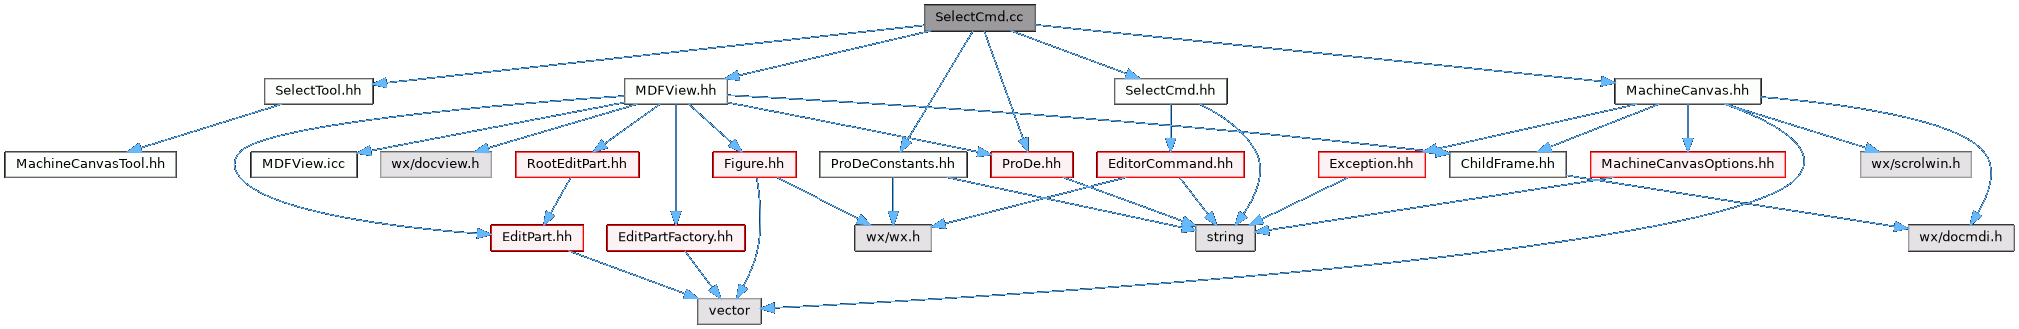 SelectCmd.cc
SelectTool.hh
MDFView.hh
SelectCmd.hh
MachineCanvas.hh
MachineCanvasTool.hh
MDFView.icc
wx/docview.h
RootEditPart.hh
Figure.hh
ProDeConstants.hh
ProDe.hh
EditorCommand.hh
Exception.hh
ChildFrame.hh
MachineCanvasOptions.hh
wx/scrolwin.h
EditPart.hh
EditPartFactory.hh
wx/wx.h
string
wx/docmdi.h
vector